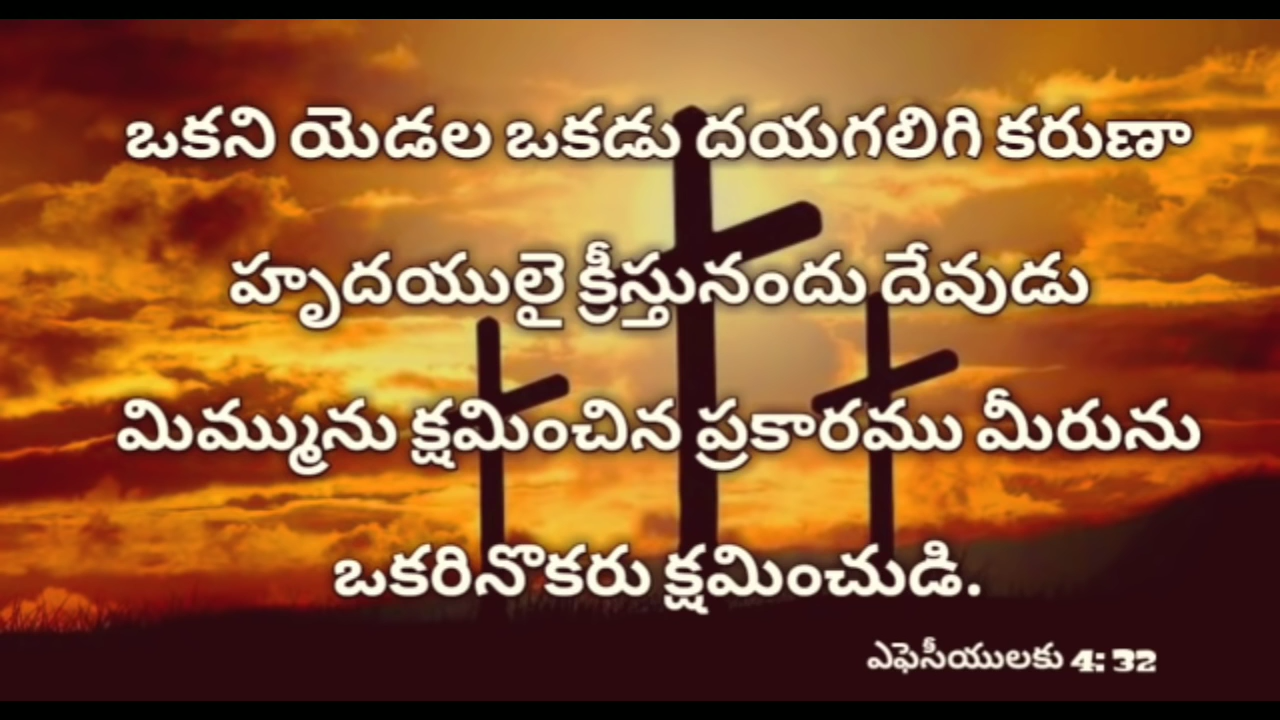 ఒకని యెడల ఒకడు దయగలిగి కరుణా
హృదయులై క్రీస్తునందు దేవుడు
మిమ్మును క్షమించిన ప్రకారము మీరును
ఒకరినొకరు క్షమించుడి.
ఎఫెసీయులకు 4: 32